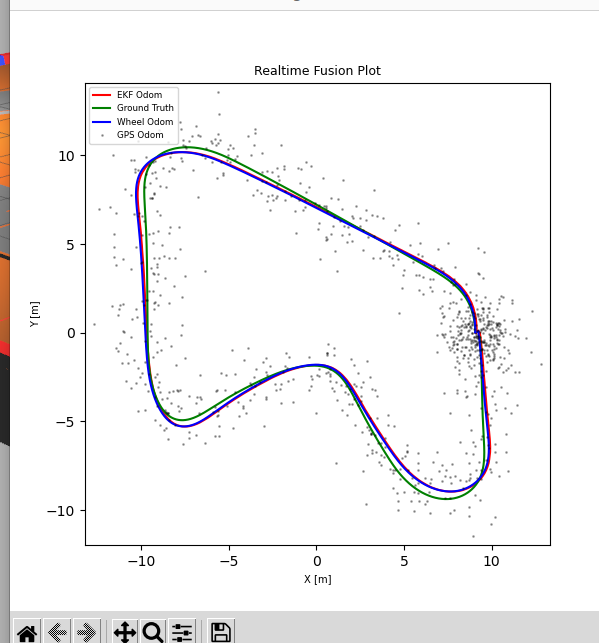 Realtime Fusion Plot
EKF Odom
Ground Truth
Wheel Odom
GPS Odom
10
5
0
−5
−10
Y [m]
−10
−5
0
5
10
X [m]